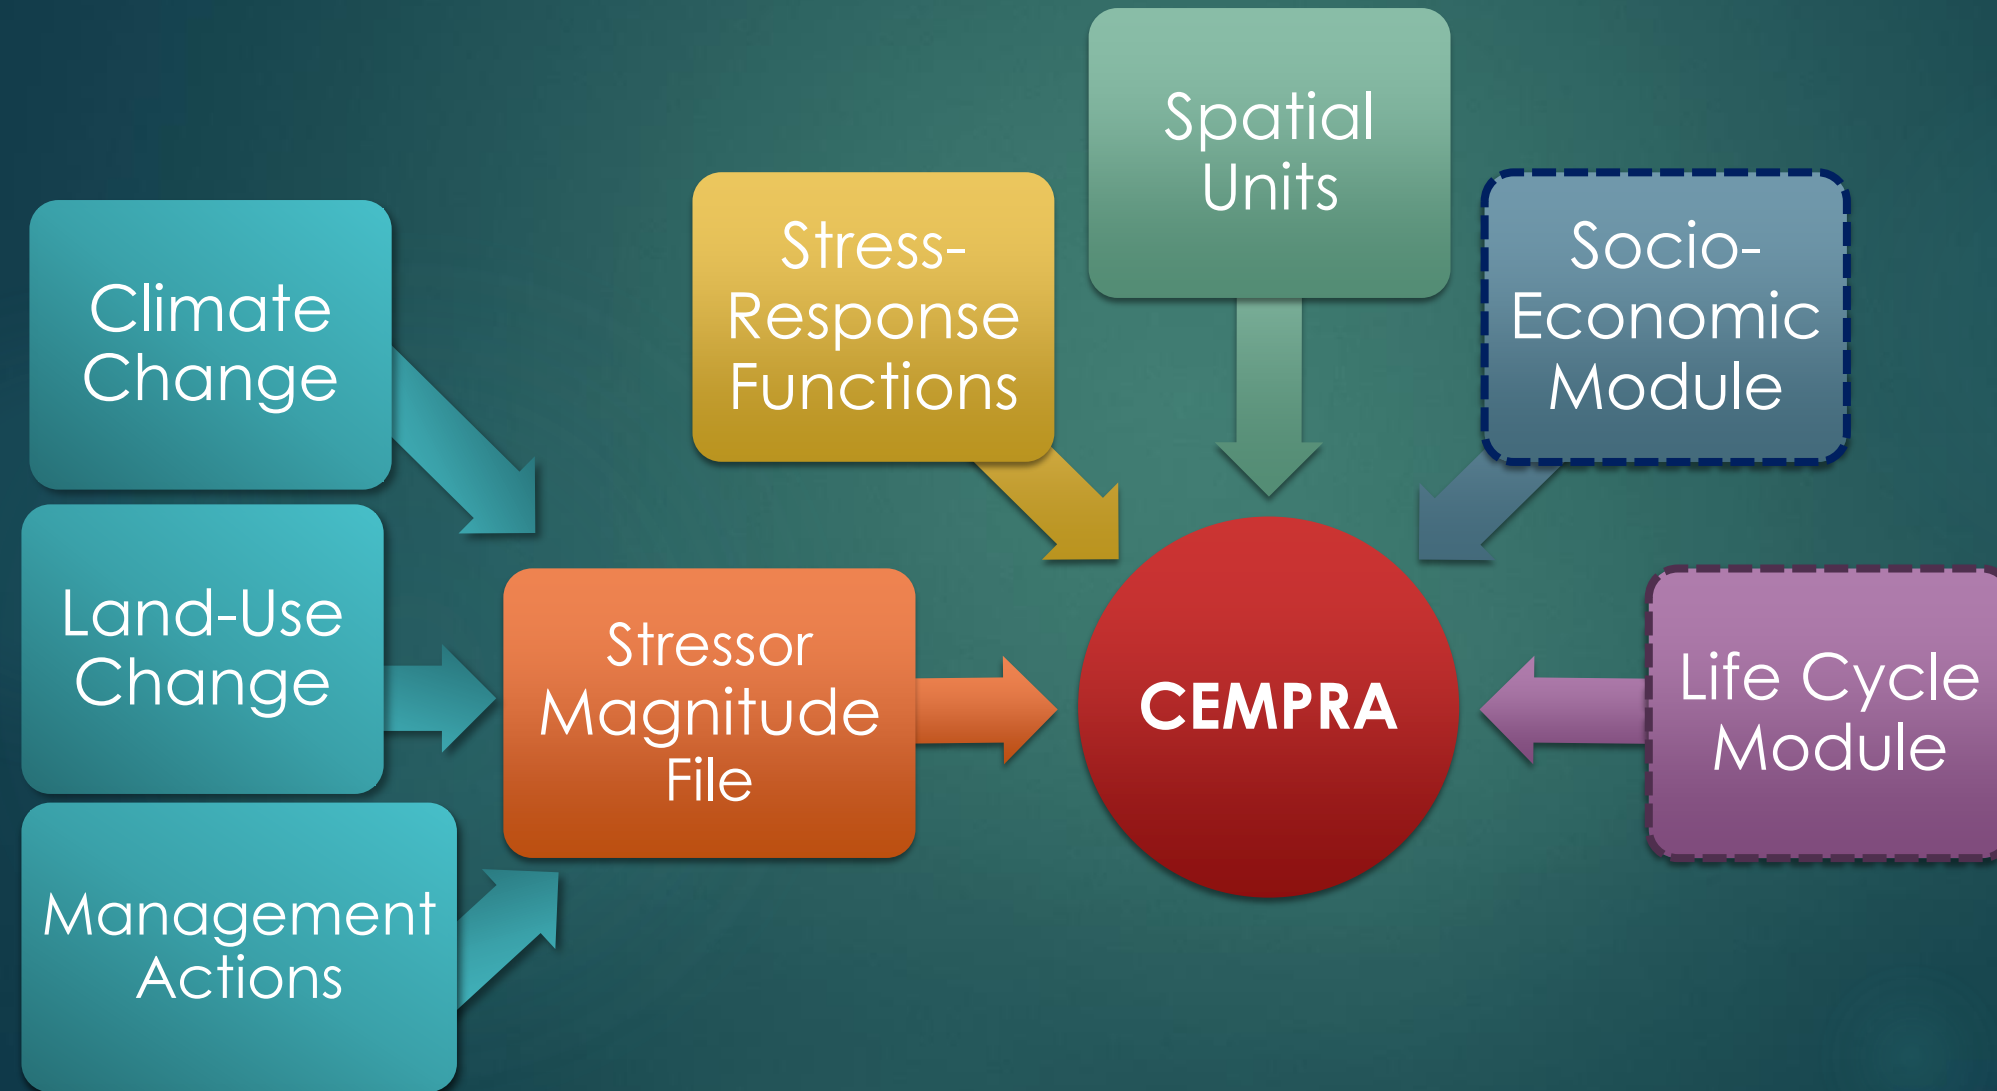 Spatial
Units
Stress-
Response
Functions
Socio-
Economic
Module
Climate
Change
Land-Use
Change
Management
Actions
Stressor
Magnitude
File
CEMPRA
Life Cycle
Module